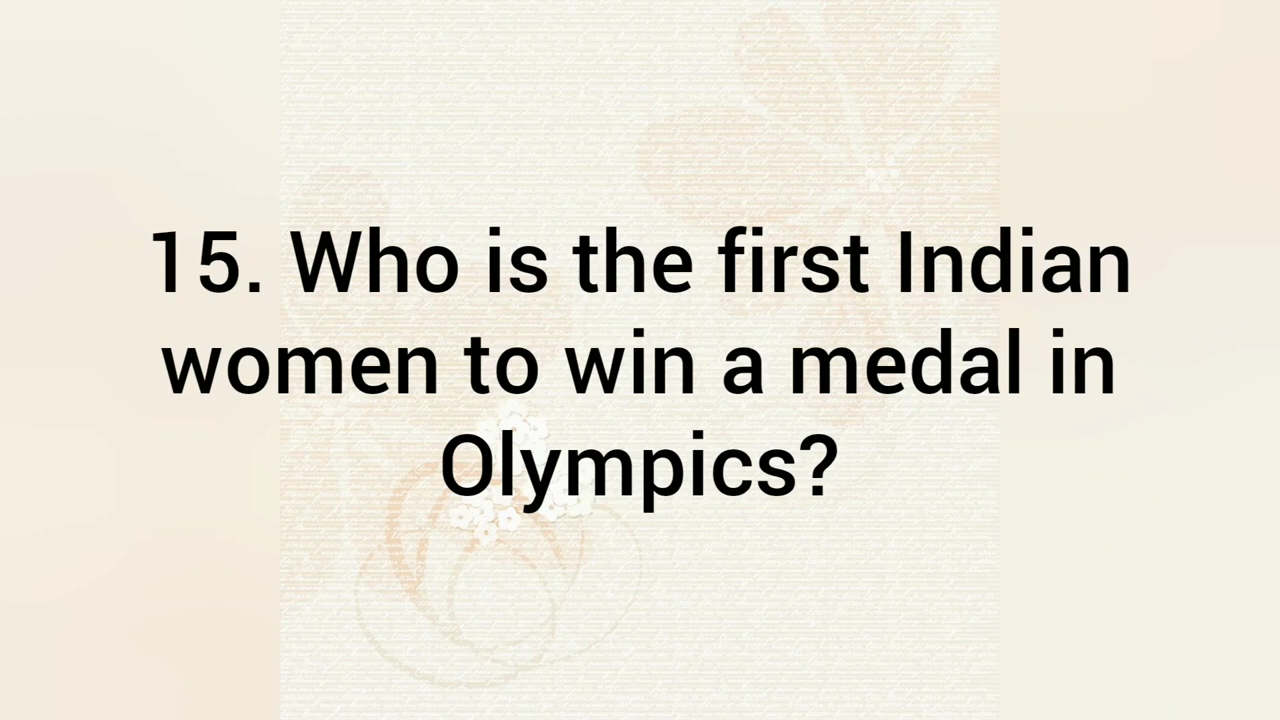 15. Who is the first Indian
women to win a medal in
Olympics?